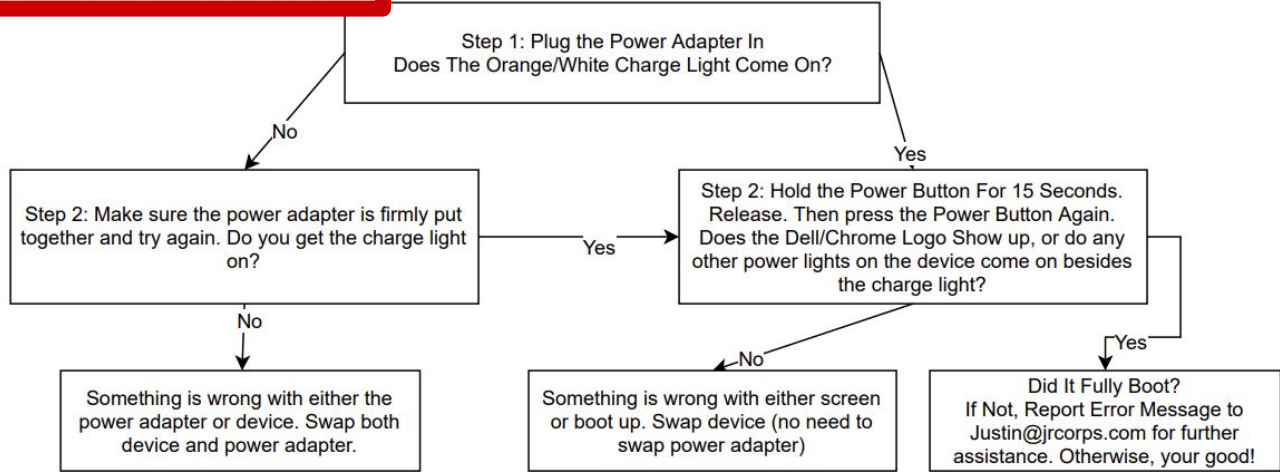 Step 1: Plug the Power Adapter In
Does The Orange/White Charge Light Come On?
No
Yes
Step 2: Make sure the power adapter is firmly put
together and try again. Do you get the charge light
on?
Yes
Step 2: Hold the Power Button For 15 Seconds.
Release. Then press the Power Button Again.
Does the Dell/Chrome Logo Show up, or do any
other power lights on the device come on besides
the charge light?
No
No
Yes
Something is wrong with either the
power adapter or device. Swap both
device and power adapter.
Something is wrong with either screen
or boot up. Swap device (no need to
swap power adapter)
Did It Fully Boot?
If Not, Report Error Message to
Justin@jrcorps.com for further
assistance. Otherwise, your good!